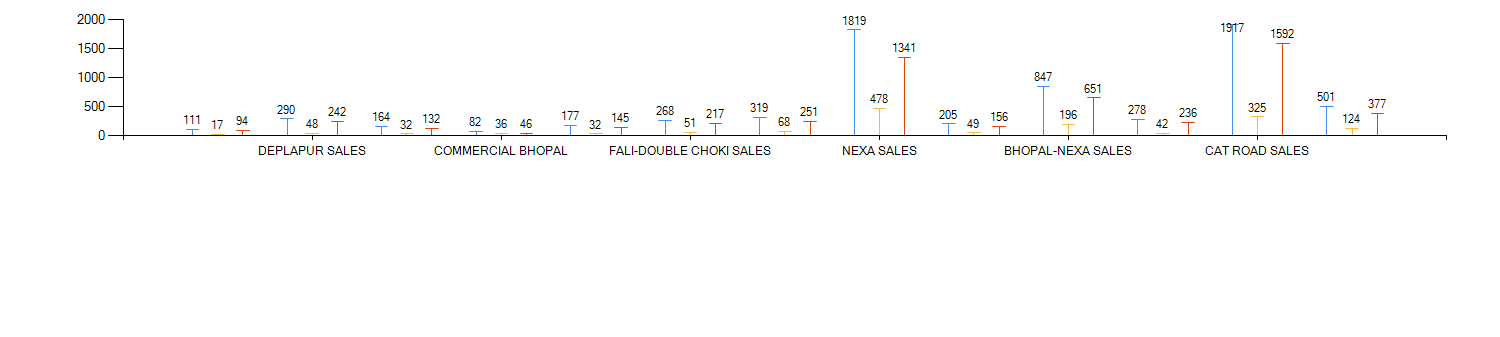 2000
1500
1000
500
0
111 17 94 290 48 242 164 32 132 82 36 46 177 32 145 268 51 217 319 68 251 1819 478 1341 205 49 156 847 196 651 278 42 236 1917 325 1592 501 124 377
DEPLAPUR SALES COMMERCIAL BHOPAL FALI-DOUBLE CHOKI SALES NEXA SALES BHOPAL-NEXA SALES CAT ROAD SALES